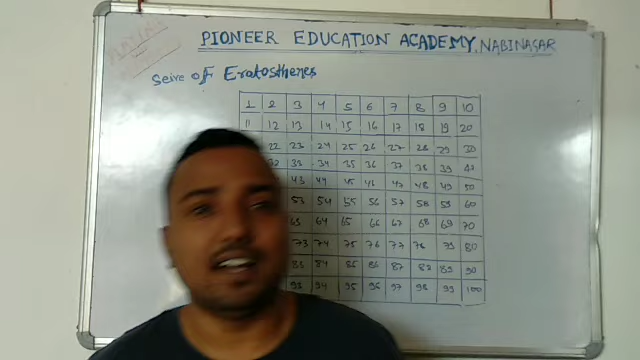 PIONEER EDUCATION ACADEMY, NABINAGAR
Seive of Eratosthenes
1 2 3 4 5 6 7 8 9 10
11 12 13 14 15 16 17 18 19 20
22 23 24 25 26 27 28 29 30
32 33 34 35 36 37 38 39 40
43 44 45 46 47 48 49 50
53 54 55 56 57 58 59 60
63 64 65 66 67 68 69 70
73 74 75 76 77 78 79 80
83 84 85 86 87 88 89 90
93 94 95 96 97 98 99 100